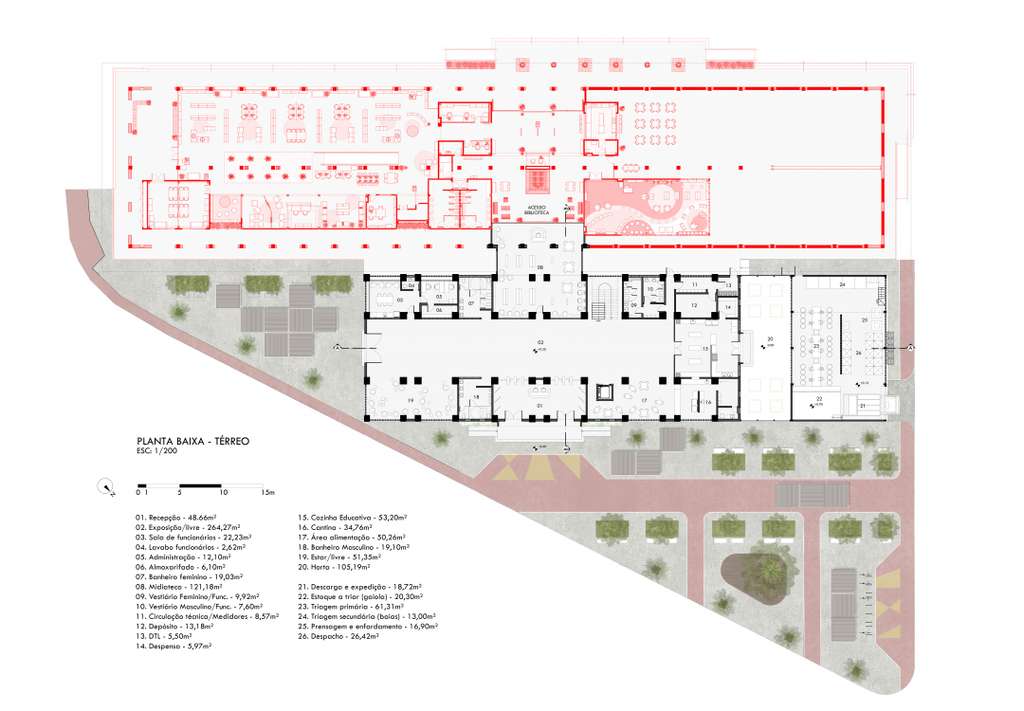 ACESSO
BIBLIOTECA
04
08
03
05
06
07
09
10
11
13
12
14
24
25
02
15
20
23
26
19
18
01
17
16
22
21
PLANTA BAIXA - TÉRREO
ESC: 1/200
0 1 5 10 15m
01. Recepção - 48.66m²
02. Exposição/livre - 264,27m²
03. Sala de funcionários - 22,23m²
04. Lavabo funcionários - 2,62m²
05. Administração - 12,10m²
06. Almoxarifado - 6,10m²
07. Banheiro feminino - 19,03m²
08. Midiateca - 121,18m²
09. Vestiário Feminino/Func. - 9,92m²
10. Vestiário Masculino/Func. - 7,60m²
11. Circulação técnica/Medidores - 8,57m²
12. Depósito - 13,18m²
13. DTL - 5,50m²
14. Despensa - 5,97m²
15. Cozinha Educativa - 53,20m²
16. Cantina - 34,76m²
17. Área alimentação - 50,26m²
18. Banheiro Masculino - 19,10m²
19. Estar/livre - 51,35m²
20. Horta - 105,19m²
21. Descarga e expedição - 18,72m²
22. Estoque a triar (gaiola) - 20,30m²
23. Triagem primária - 61,31m²
24. Triagem secundária (baias) - 13,00m²
25. Prensagem e enfardamento - 16,90m²
26. Despacho - 26,42m²